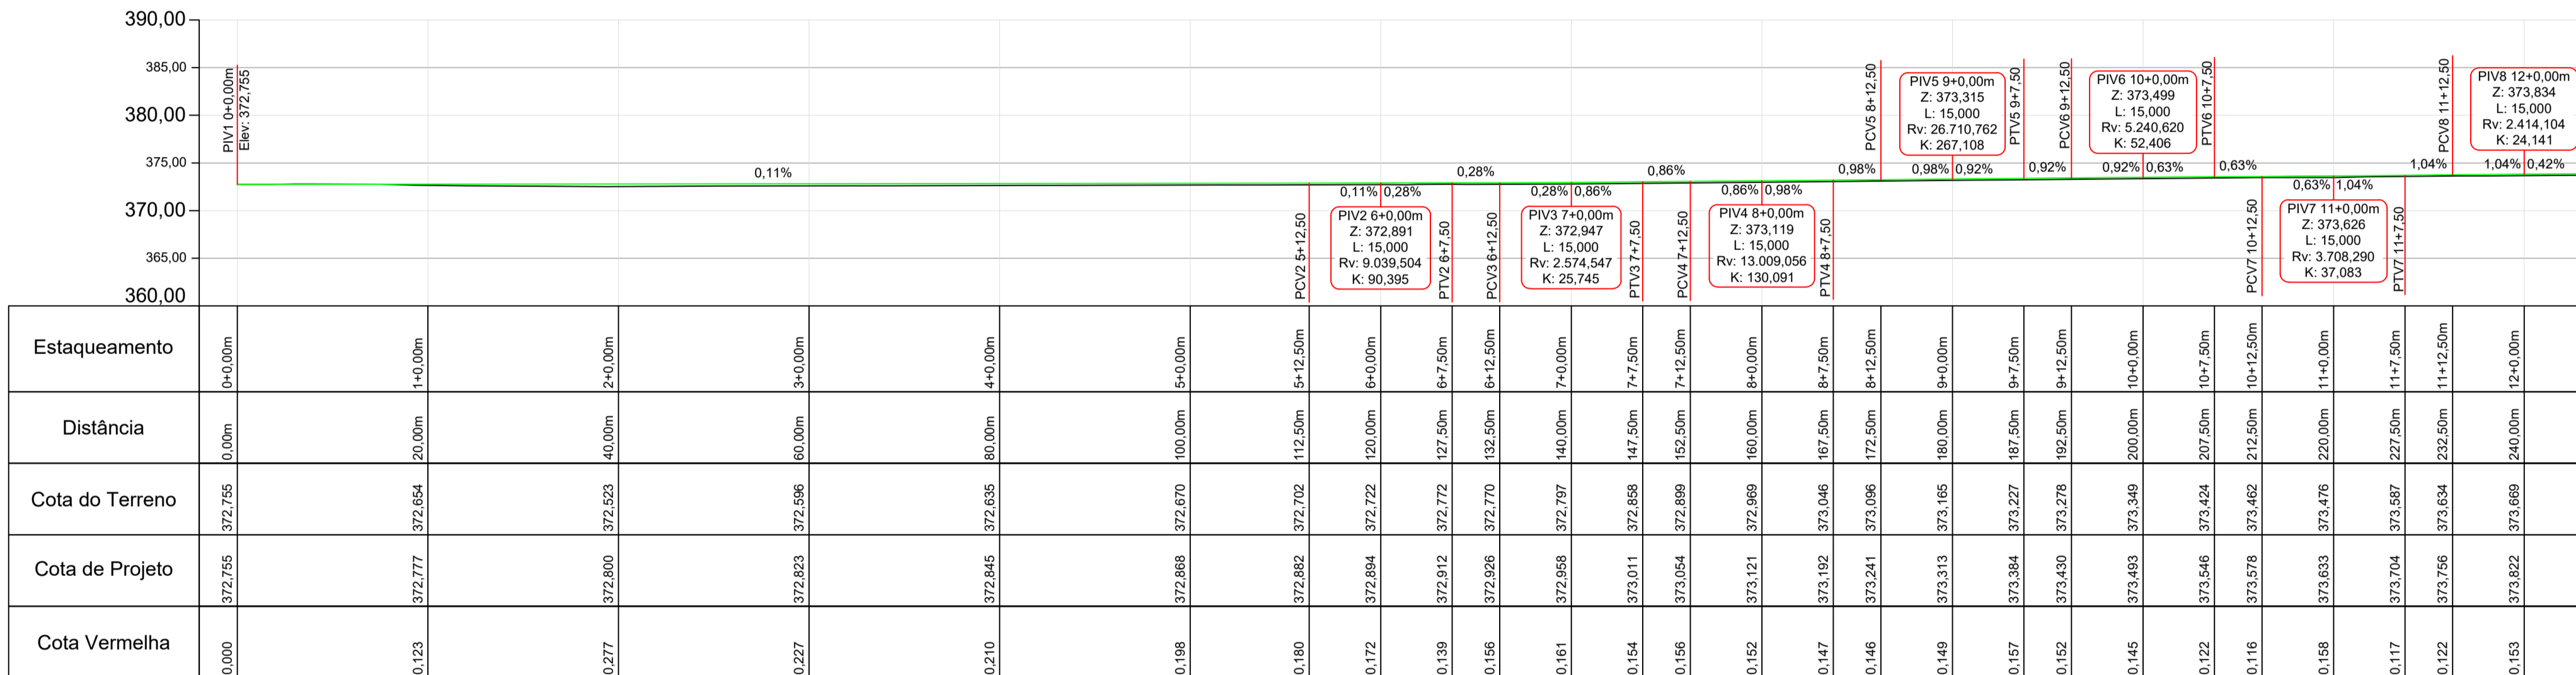 390,00
385,00
380,00
375,00
370,00
365,00
360,00
PIV1 0+0,00m
Elev: 372,755
0,11%
PCV2 5+12,50
0,11% 0,28%
PIV2 6+0,00m
Z: 372,891
L: 15,000
Rv: 9.039,504
K: 90,395
PTV2 6+7,50
0,28%
PCV3 6+12,50
0,28% 0,86%
PIV3 7+0,00m
Z: 372,947
L: 15,000
Rv: 2.574,547
K: 25,745
PTV3 7+7,50
0,86%
PCV4 7+12,50
0,86% 0,98%
PIV4 8+0,00m
Z: 373,119
L: 15,000
Rv: 13.009,056
K: 130,091
PTV4 8+7,50
0,98%
PCV5 8+12,50
PIV5 9+0,00m
Z: 373,315
L: 15,000
Rv: 26.710,762
K: 267,108
0,98% 0,92%
PTV5 9+7,50
0,92%
PCV6 9+12,50
PIV6 10+0,00m
Z: 373,499
L: 15,000
Rv: 5.240,620
K: 52,406
0,92% 0,63%
PTV6 10+7,50
0,63%
PCV7 10+12,50
0,63% 1,04%
PIV7 11+0,00m
Z: 373,626
L: 15,000
Rv: 3.708,290
K: 37,083
PTV7 11+7,50
1,04%
PCV8 11+12,50
PIV8 12+0,00m
Z: 373,834
L: 15,000
Rv: 2.414,104
K: 24,141
1,04% 0,42%
Estaqueamento
0+0,00m
1+0,00m
2+0,00m
3+0,00m
4+0,00m
5+0,00m
5+12,50m
6+0,00m
6+7,50m
6+12,50m
7+0,00m
7+7,50m
7+12,50m
8+0,00m
8+7,50m
8+12,50m
9+0,00m
9+7,50m
9+12,50m
10+0,00m
10+7,50m
10+12,50m
11+0,00m
11+7,50m
11+12,50m
12+0,00m
Distância
0,00m
20,00m
40,00m
60,00m
80,00m
100,00m
112,50m
120,00m
127,50m
132,50m
140,00m
147,50m
152,50m
160,00m
167,50m
172,50m
180,00m
187,50m
192,50m
200,00m
207,50m
212,50m
220,00m
227,50m
232,50m
240,00m
Cota do Terreno
372,755
372,654
372,523
372,596
372,635
372,670
372,702
372,722
372,772
372,770
372,797
372,858
372,899
372,969
373,046
373,096
373,165
373,227
373,278
373,349
373,424
373,462
373,476
373,587
373,634
373,669
Cota de Projeto
372,755
372,777
372,800
372,823
372,845
372,868
372,882
372,894
372,912
372,926
372,958
373,011
373,054
373,121
373,192
373,241
373,313
373,384
373,430
373,493
373,546
373,578
373,633
373,704
373,756
373,822
Cota Vermelha
0,000
0,123
0,277
0,227
0,210
0,198
0,180
0,172
0,139
0,156
0,161
0,154
0,156
0,152
0,147
0,146
0,149
0,157
0,152
0,145
0,122
0,116
0,158
0,117
0,122
0,153